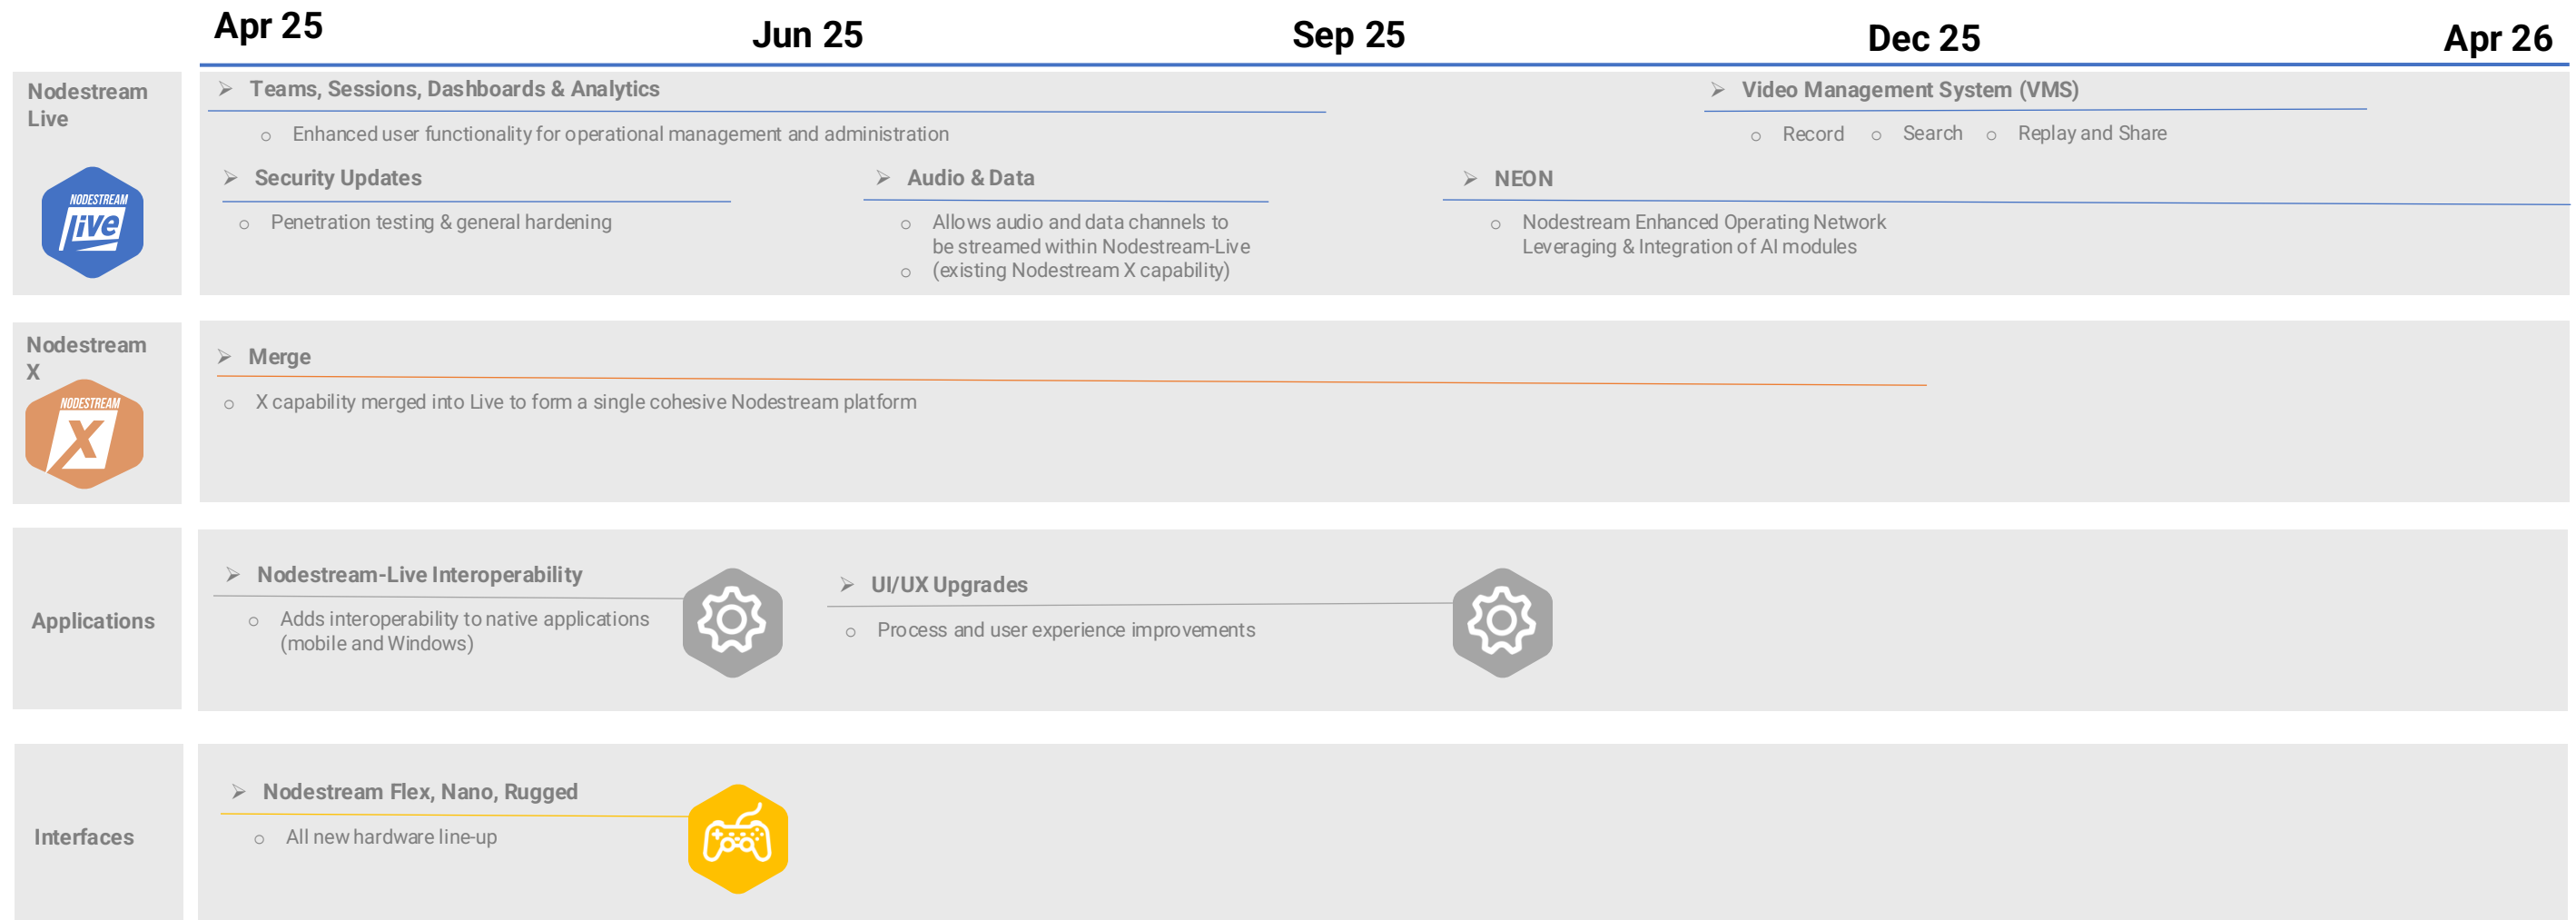 Apr 25
Jun 25
Sep 25
Dec 25
Apr 26
Nodestream
Live
NODESTREAM
live
➢ Teams, Sessions, Dashboards & Analytics
○ Enhanced user functionality for operational management and administration
➢ Video Management System (VMS)
○ Record ○ Search ○ Replay and Share
➢ Security Updates
○ Penetration testing & general hardening
➢ Audio & Data
○ Allows audio and data channels to
be streamed within Nodestream-Live
○ (existing Nodestream X capability)
➢ NEON
○ Nodestream Enhanced Operating Network
Leveraging & Integration of AI modules
Nodestream
X
NODESTREAM
X
➢ Merge
○ X capability merged into Live to form a single cohesive Nodestream platform
Applications
➢ Nodestream-Live Interoperability
○ Adds interoperability to native applications
(mobile and Windows)
➢ UI/UX Upgrades
○ Process and user experience improvements
Interfaces
➢ Nodestream Flex, Nano, Rugged
○ All new hardware line-up